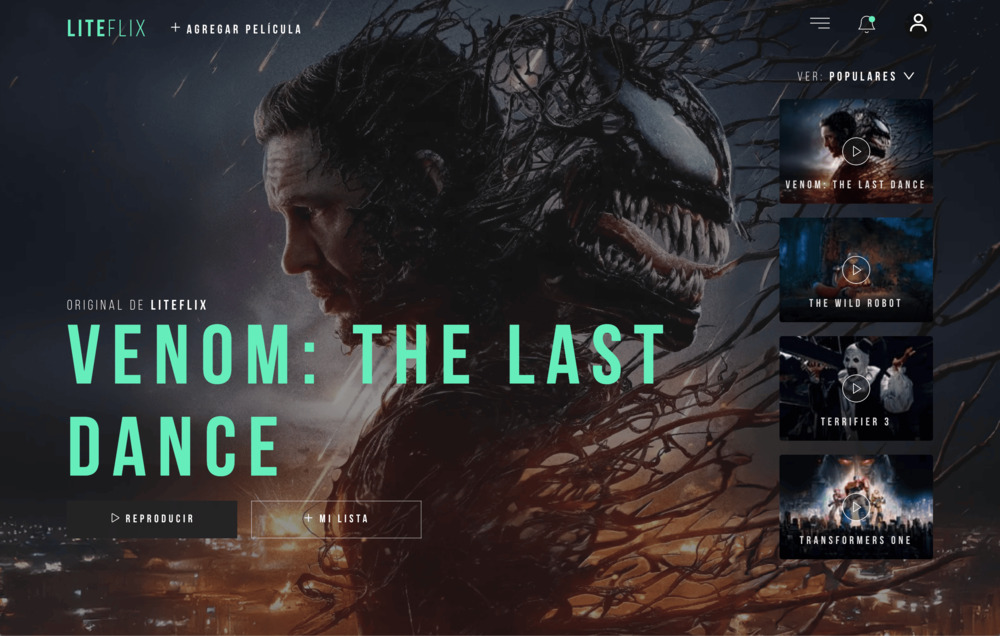 LITEFLIX
+ AGREGAR PELÍCULA
VER: POPULARES
VENOM: THE LAST DANCE
THE WILD ROBOT
TERRIFIER 3
TRANSFORMERS ONE
ORIGINAL DE LITEFLIX
VENOM: THE LAST
DANCE
REPRODUCIR
+ MI LISTA